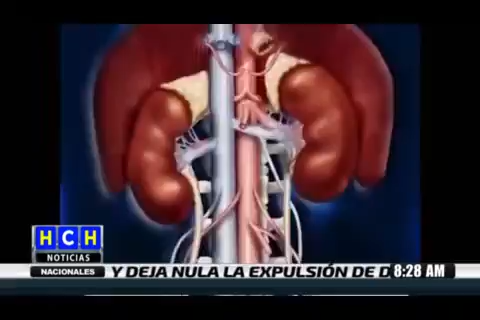 HCH
NOTICIAS
NACIONALES
Y DEJA NULA LA EXPULSIÓN DE
8:28 AM